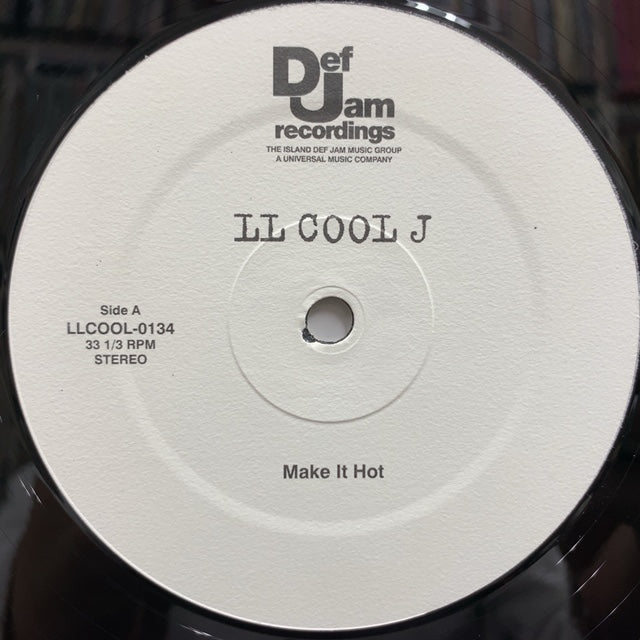 Def
Jam
recordings
THE ISLAND DEF JAM MUSIC GROUP
A UNIVERSAL MUSIC COMPANY
LL COOL J
Side A
LLCOOL-0134
33 1/3 RPM
STEREO
Make It Hot